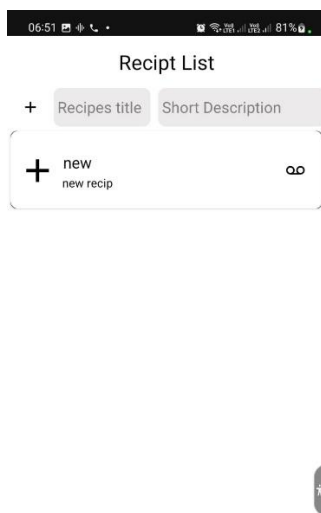 06:51 81%
Recipt List
+ Recipes title Short Description
new
new recip